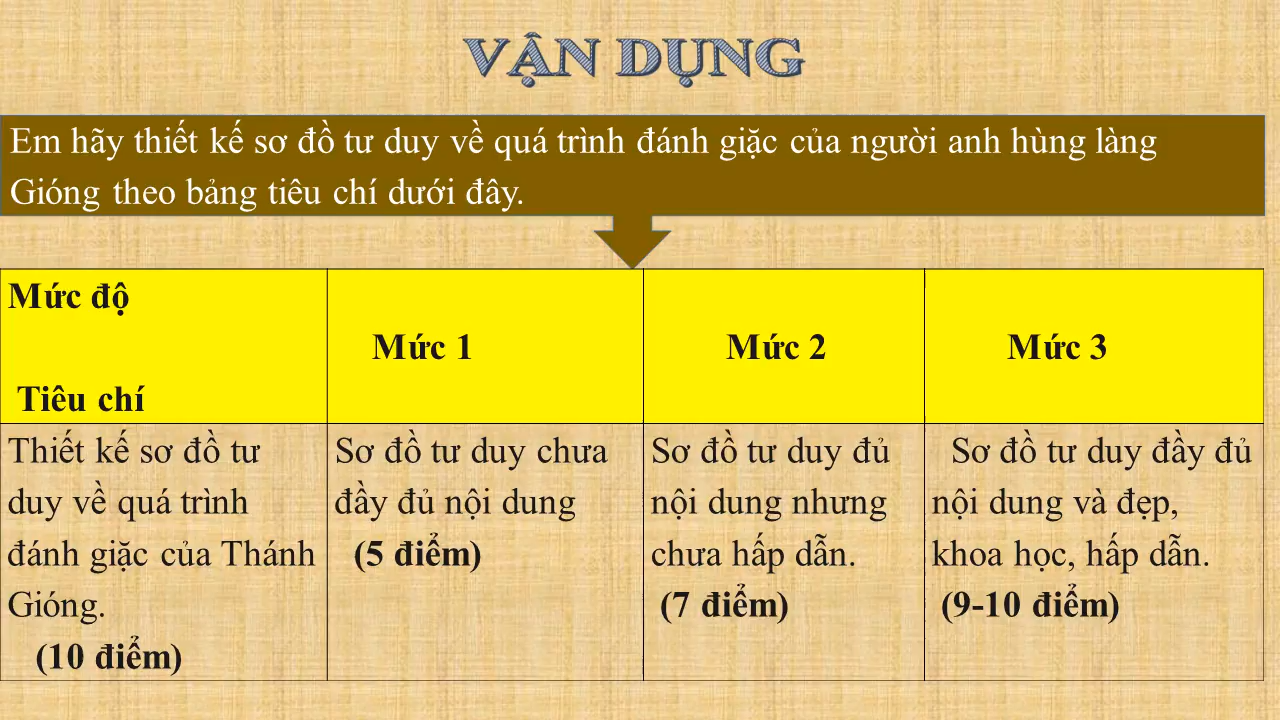 VẬN DỤNG
Em hãy thiết kế sơ đồ tư duy về quá trình đánh giặc của người anh hùng làng
Gióng theo bảng tiêu chí dưới đây.
Mức độ
Tiêu chí
Mức 1
Mức 2
Mức 3
Thiết kế sơ đồ tư
duy về quá trình
đánh giặc của Thánh
Gióng.
(10 điểm)
Sơ đồ tư duy chưa
đầy đủ nội dung
(5 điểm)
Sơ đồ tư duy đủ
nội dung nhưng
chưa hấp dẫn.
(7 điểm)
Sơ đồ tư duy đầy đủ
nội dung và đẹp,
khoa học, hấp dẫn.
(9-10 điểm)